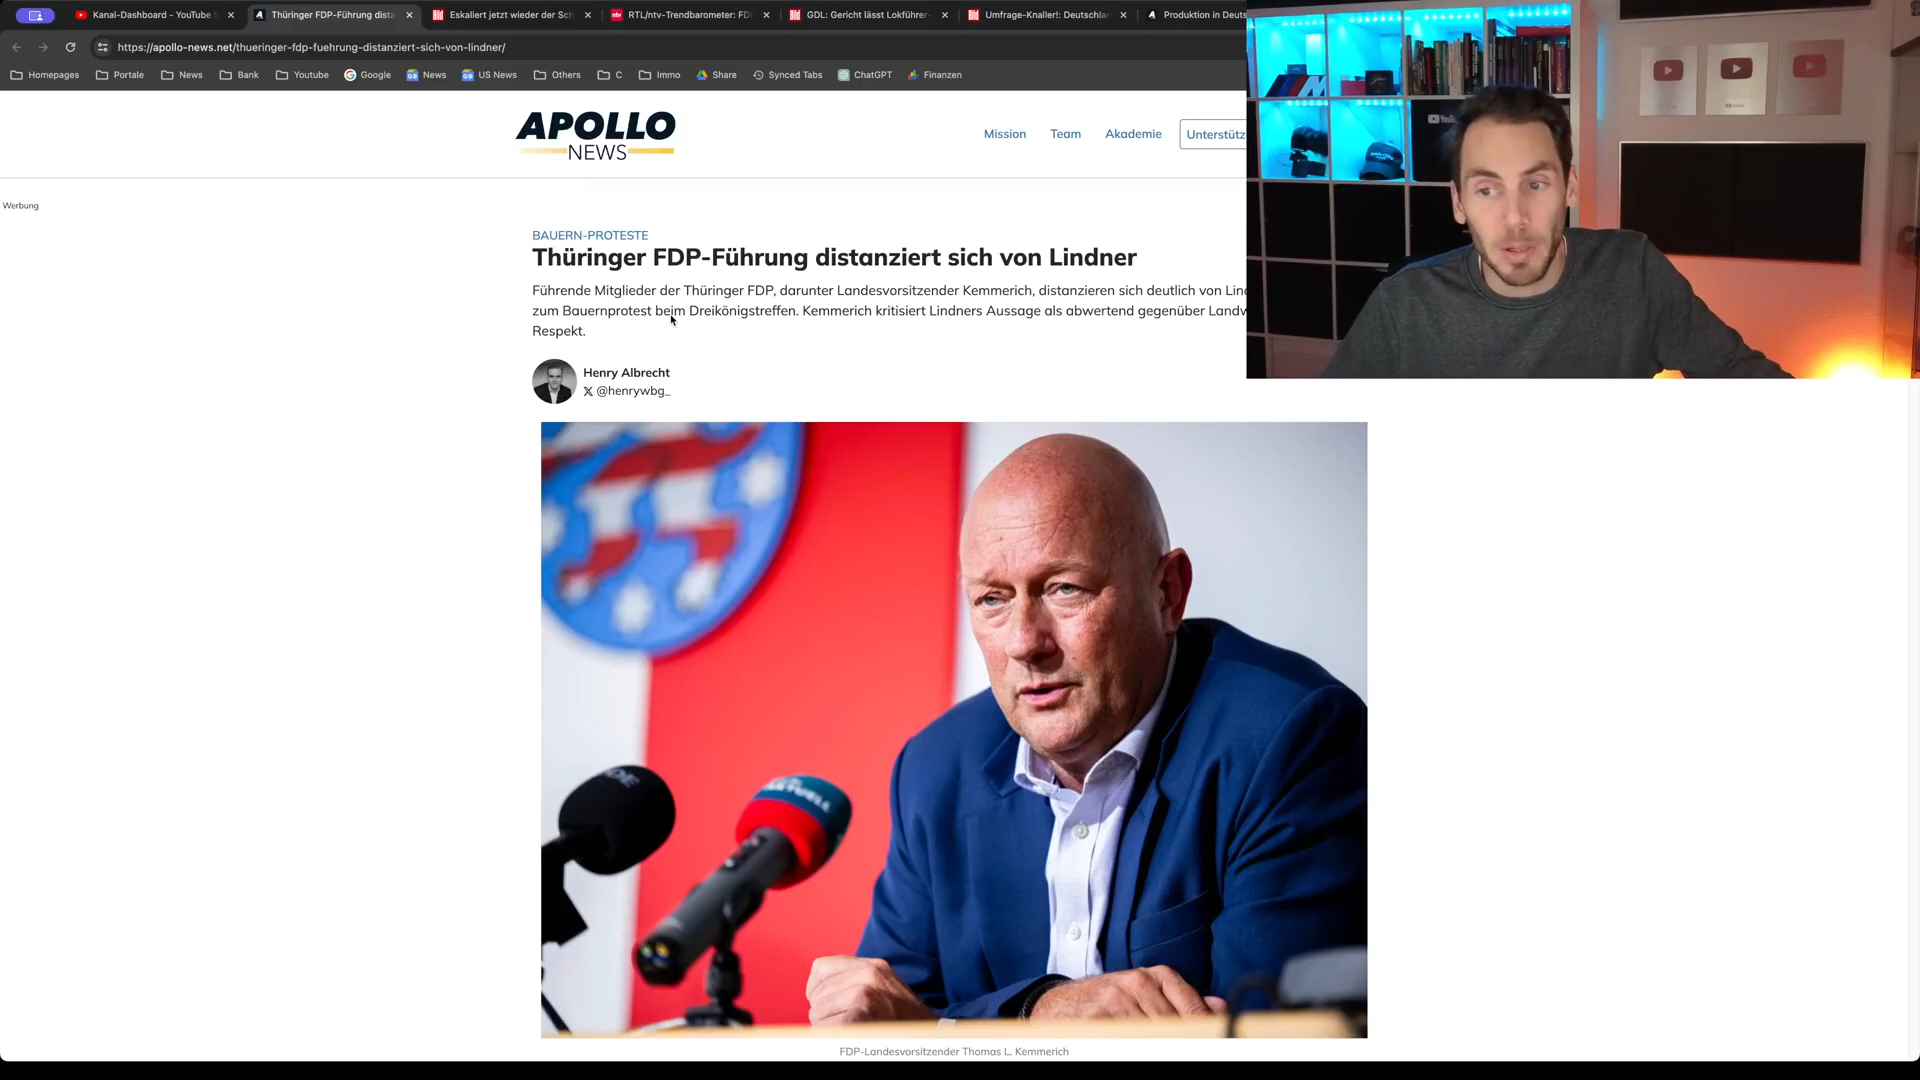 Kanal-Dashboard - YouTube
Thüringer FDP-Führung dista
Eskaliert jetzt wieder der Sch
RTL/ntv-Trendbarometer: FD
GDL: Gericht lässt Lokführer-
Umfrage-Knaller!: Deutschlan
Produktion in Deuts
https://apollo-news.net/thueringer-fdp-fuehrung-distanziert-sich-von-lindner/
Homepages Portale News Bank Youtube Google News US News Others C Immo Share Synced Tabs ChatGPT Finanzen
APOLLO
NEWS
Mission Team Akademie Unterstütz
Werbung
BAUERN-PROTESTE
Thüringer FDP-Führung distanziert sich von Lindner
Führende Mitglieder der Thüringer FDP, darunter Landesvorsitzender Kemmerich, distanzieren sich deutlich von Lin
zum Bauernprotest beim Dreikönigstreffen. Kemmerich kritisiert Lindners Aussage als abwertend gegenüber Landw
Respekt.
Henry Albrecht
X @henrywbg_
FDP-Landesvorsitzender Thomas L. Kemmerich